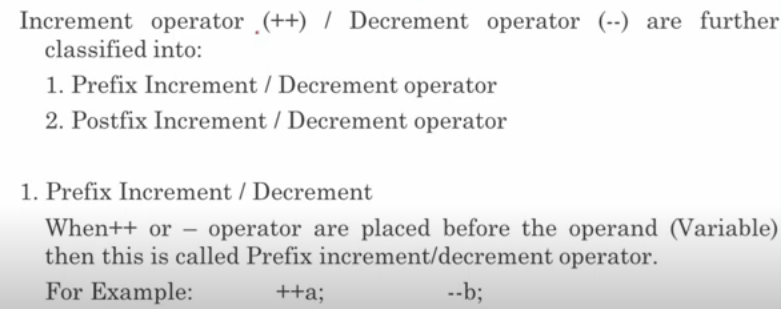 Increment operator (++) / Decrement operator (--) are further
classified into:
1. Prefix Increment / Decrement operator
2. Postfix Increment / Decrement operator
1. Prefix Increment / Decrement
When++ or – operator are placed before the operand (Variable)
then this is called Prefix increment/decrement operator.
For Example: ++a; --b;